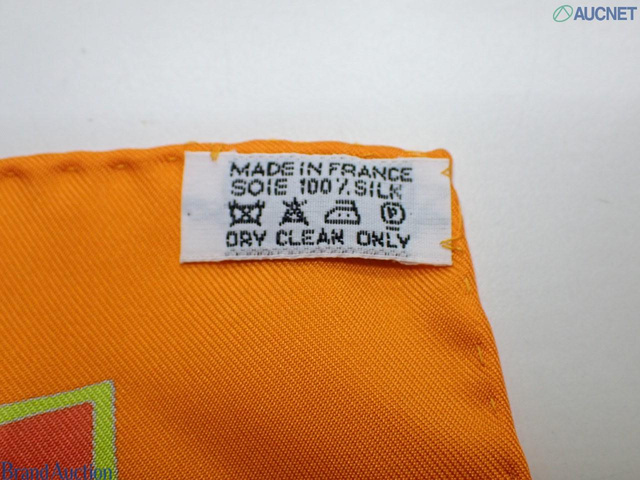 AUCNET
MADE IN FRANCE
SOIE 100% SILK
P
DRY CLEAN ONLY
Brand Auction